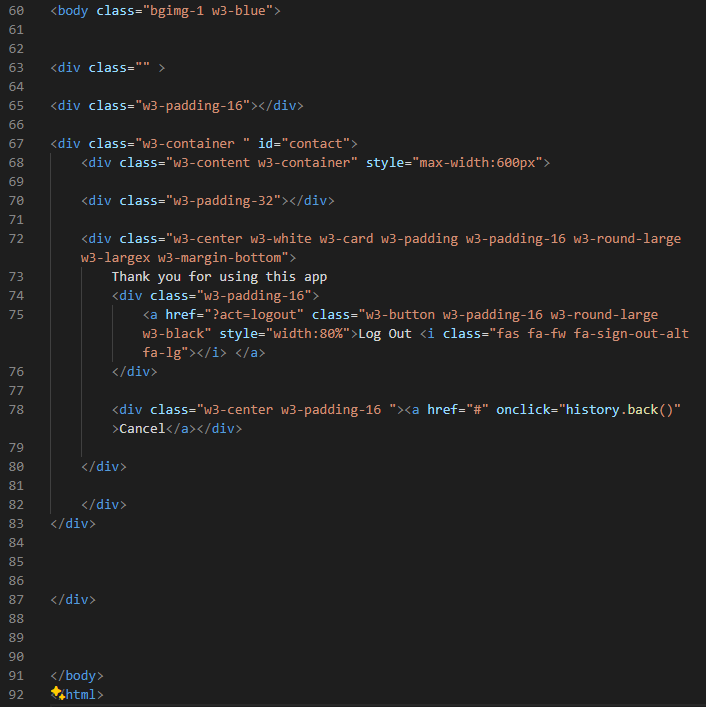 60 <body class="bgimg-1 w3-blue">
61
62
63 <div class="" >
64
65 <div class="w3-padding-16"></div>
66
67 <div class="w3-container " id="contact">
68 <div class="w3-content w3-container" style="max-width:600px">
69
70 <div class="w3-padding-32"></div>
71
72 <div class="w3-center w3-white w3-card w3-padding w3-padding-16 w3-round-large
w3-largex w3-margin-bottom">
73 Thank you for using this app
74 <div class="w3-padding-16">
75 <a href="?act=logout" class="w3-button w3-padding-16 w3-round-large
w3-black" style="width:80%">Log Out <i class="fas fa-fw fa-sign-out-alt
fa-lg"></i> </a>
76 </div>
77
78 <div class="w3-center w3-padding-16 "><a href="#" onclick="history.back()"
>Cancel</a></div>
79
80 </div>
81
82 </div>
83 </div>
84
85
86
87 </div>
88
89
90
91 </body>
92 html>